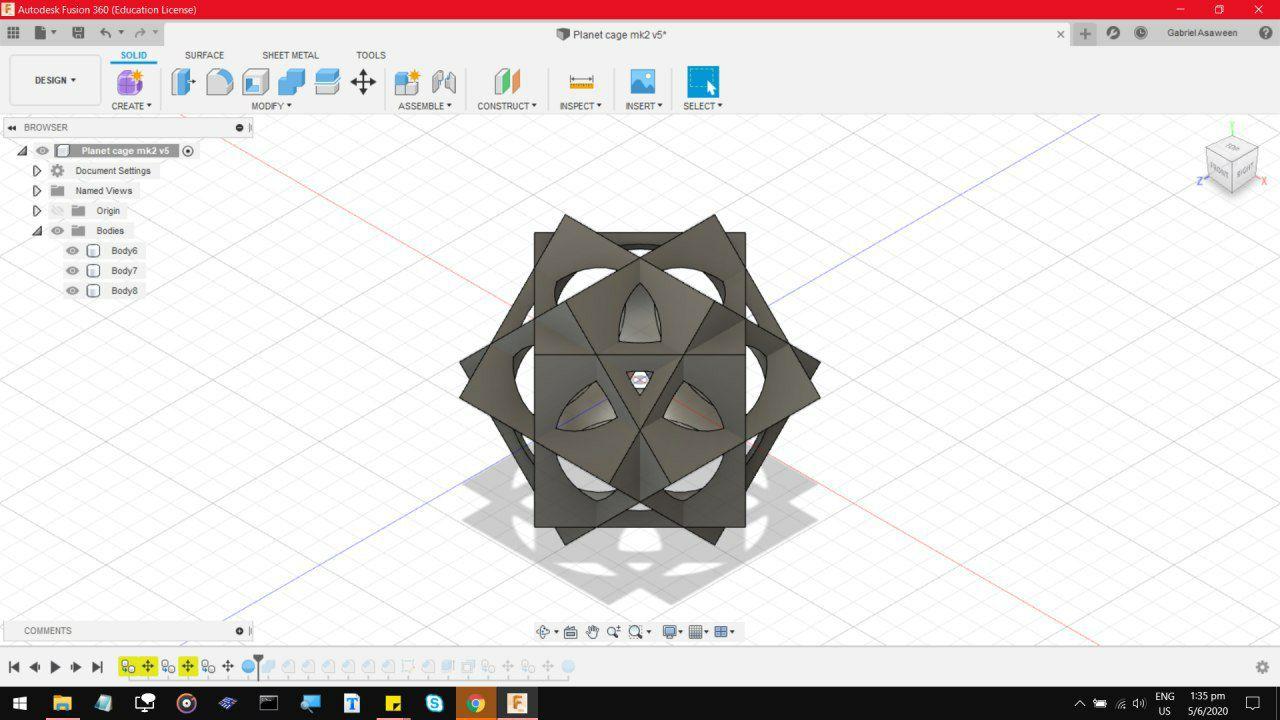 Autodesk Fusion 360 (Education License)
Planet cage mk2 v5*
Gabriel Asaween
SOLID SURFACE SHEET METAL TOOLS
DESIGN
CREATE MODIFY ASSEMBLE CONSTRUCT INSPECT INSERT SELECT
BROWSER
Planet cage mk2 v5
Document Settings
Named Views
Origin
Bodies
Body6
Body7
Body8
Y
TOP
FRONT RIGHT
Z X
COMMENTS
ENG 1:35 pm
US 5/6/2020